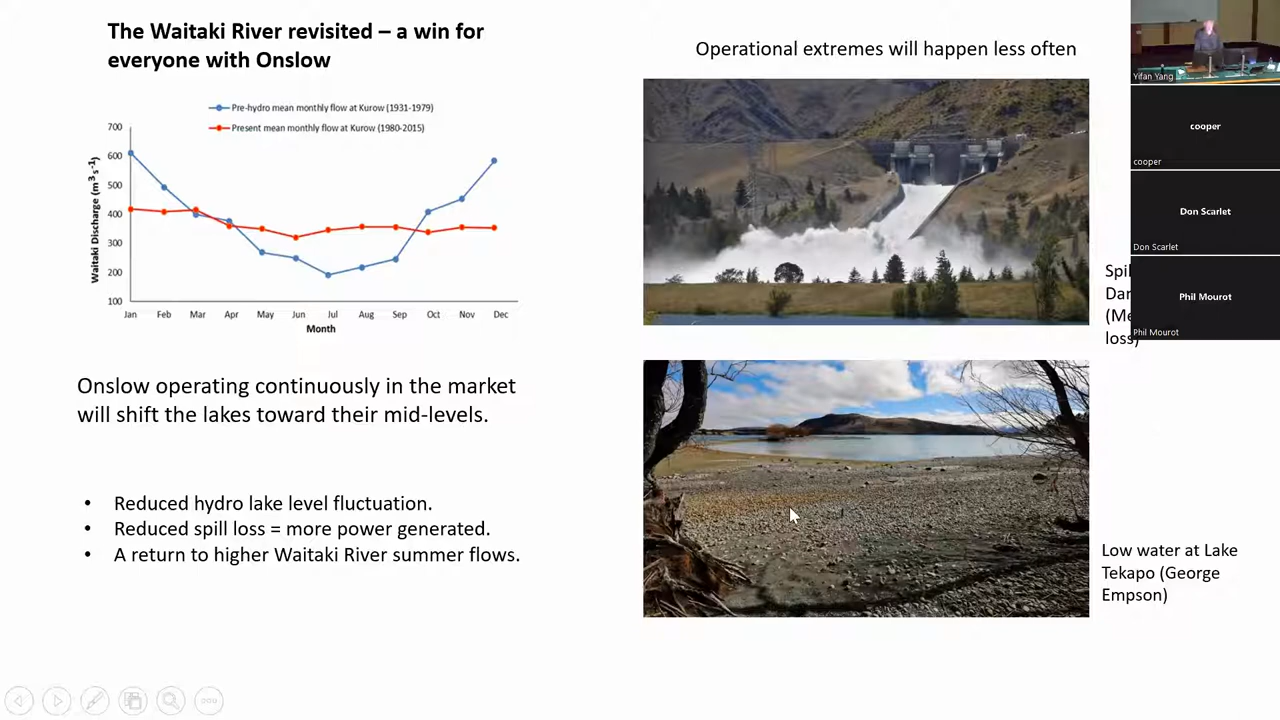 The Waitaki River revisited – a win for
everyone with Onslow
Pre-hydro mean monthly flow at Kurow (1931-1979)
Present mean monthly flow at Kurow (1980-2015)
Waitaki Discharge (m³ s⁻¹)
700
600
500
400
300
200
100
Jan Feb Mar Apr May Jun Jul Aug Sep Oct Nov Dec
Month
Onslow operating continuously in the market
will shift the lakes toward their mid-levels.
• Reduced hydro lake level fluctuation.
• Reduced spill loss = more power generated.
• A return to higher Waitaki River summer flows.
Operational extremes will happen less often
loss)
Low water at Lake
Tekapo (George
Empson)
Yifan Yang
cooper
cooper
Don Scarlet
Don Scarlet
Phil Mourot
Phil Mourot